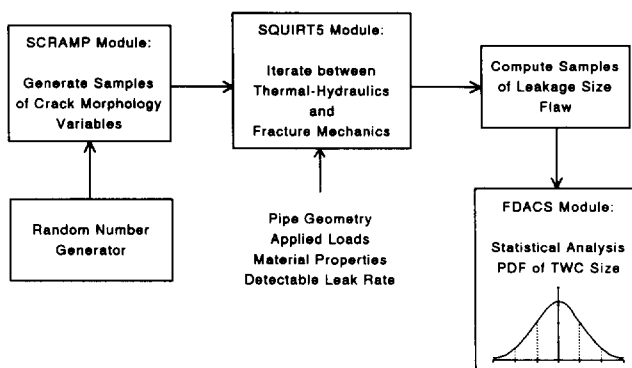 SCRAMP Module:
Generate Samples
of Crack Morphology
Variables
SQUIRT5 Module:
Iterate between
Thermal-Hydraulics
and
Fracture Mechanics
Compute Samples
of Leakage Size
Flaw
Random Number
Generator
Pipe Geometry
Applied Loads
Material Properties
Detectable Leak Rate
FDACS Module:
Statistical Analysis
PDF of TWC Size